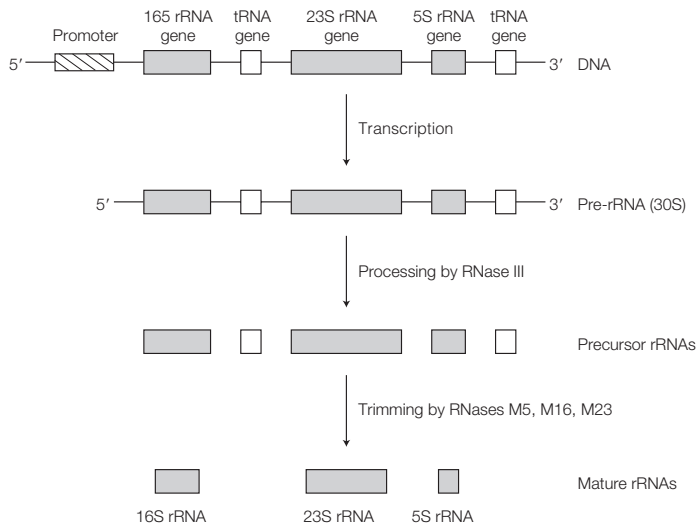 165 rRNA gene
tRNA gene
23S rRNA gene
5S rRNA gene
tRNA gene
Promoter
5′
3′
DNA
Transcription
5′
3′
Pre-rRNA (30S)
Processing by RNase III
Precursor rRNAs
Trimming by RNases M5, M16, M23
Mature rRNAs
16S rRNA
23S rRNA
5S rRNA